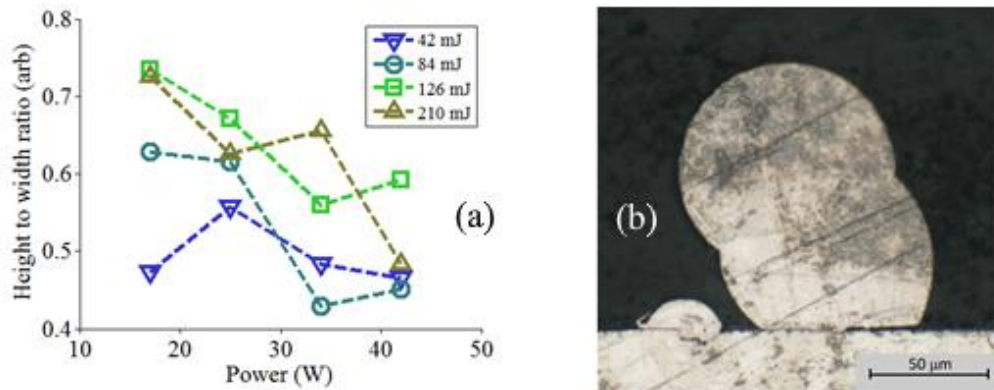 0.8
0.7
0.6
0.5
0.4
Height to width ratio (arb)
42 mJ
84 mJ
126 mJ
210 mJ
(a)
10
20
30
40
50
Power (W)
(b)
50 µm